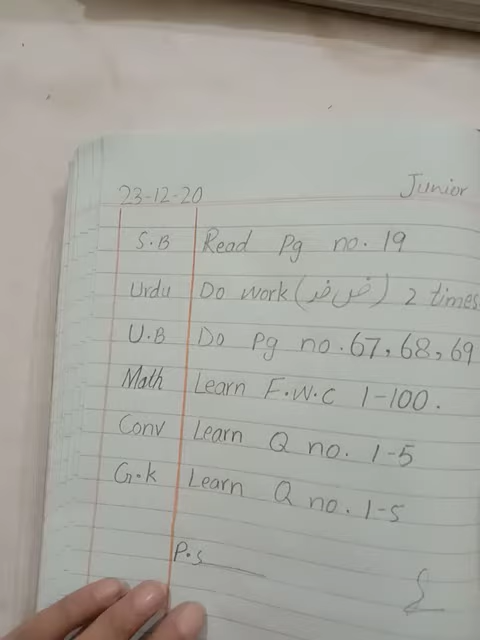 23-12-20 Junior
S.B Read Pg no. 19
Urdu Do work (ض ض) 2 times
U.B Do Pg no. 67, 68, 69
Math Learn F.W.C 1-100.
Conv Learn Q no. 1-5
G.k Learn Q no. 1-5
P.s